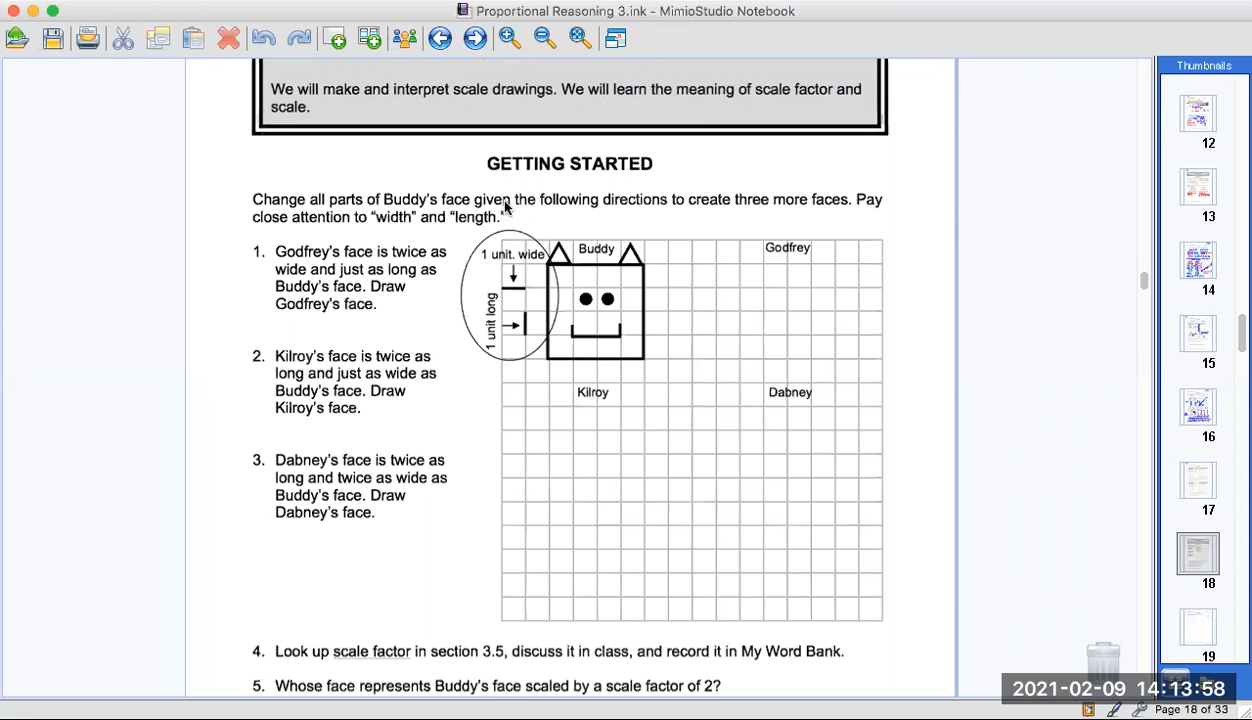 Proportional Reasoning 3.ink - MimioStudio Notebook
We will make and interpret scale drawings. We will learn the meaning of scale factor and
scale.
GETTING STARTED
Change all parts of Buddy's face given the following directions to create three more faces. Pay
close attention to "width" and "length."
1. Godfrey's face is twice as
wide and just as long as
Buddy's face. Draw
Godfrey's face.
2. Kilroy's face is twice as
long and just as wide as
Buddy's face. Draw
Kilroy's face.
3. Dabney's face is twice as
long and twice as wide as
Buddy's face. Draw
Dabney's face.
1 unit. wide
1 unit long
Buddy
Godfrey
Kilroy
Dabney
4. Look up scale factor in section 3.5, discuss it in class, and record it in My Word Bank.
5. Whose face represents Buddy's face scaled by a scale factor of 2?
Thumbnails
12
13
14
15
16
17
18
19
2021-02-09 14:13:58
Page 18 of 33